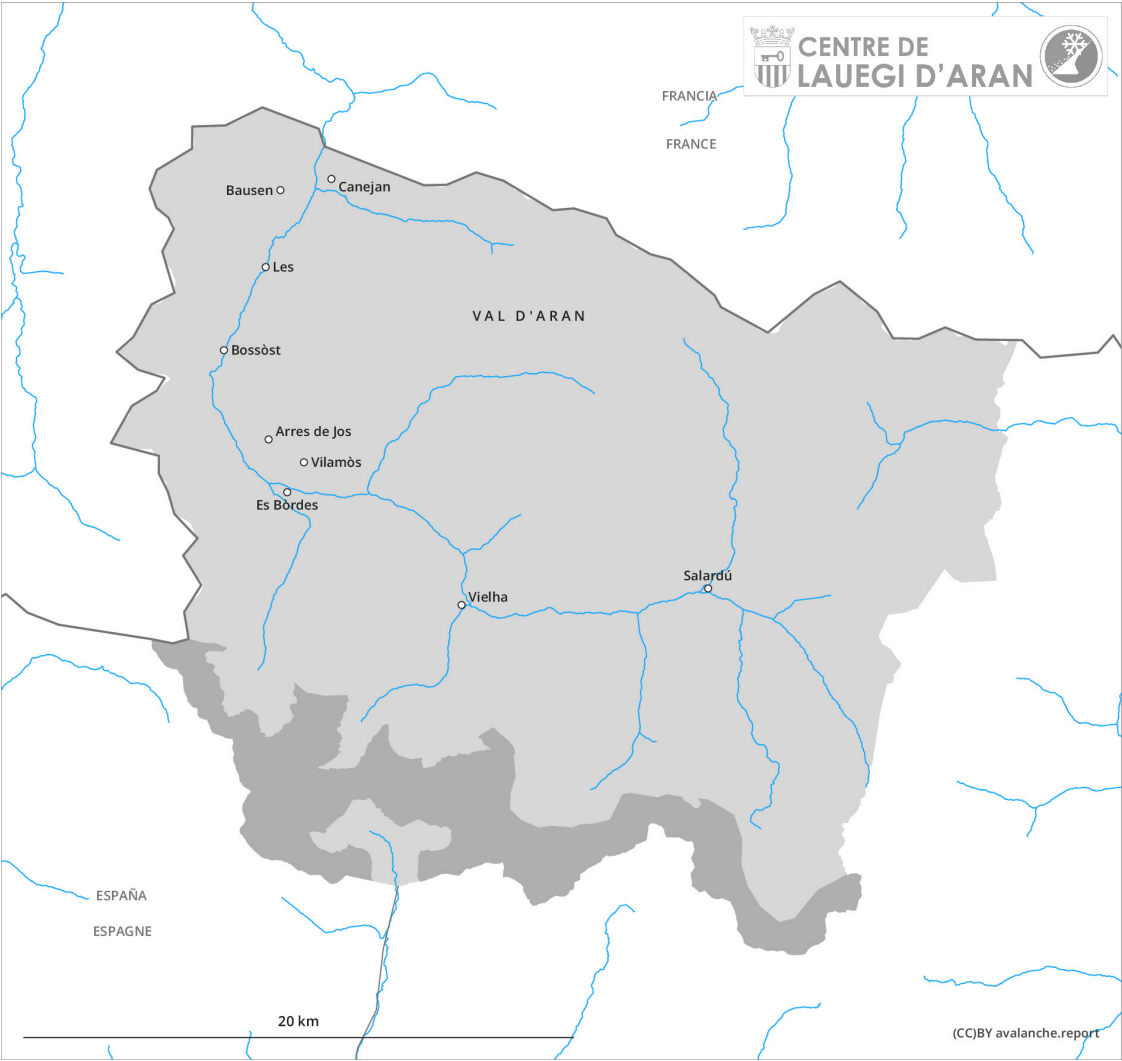 CENTRE DE
LAUEGI D'ARAN
FRANCIA
FRANCE
Bausen
Canejan
Les
VAL D'ARAN
Bossòst
Arres de Jos
Vilamòs
Es Bòrdes
Salardú
Vielha
ESPAÑA
ESPAGNE
20 km
(CC)BY avalanche.report